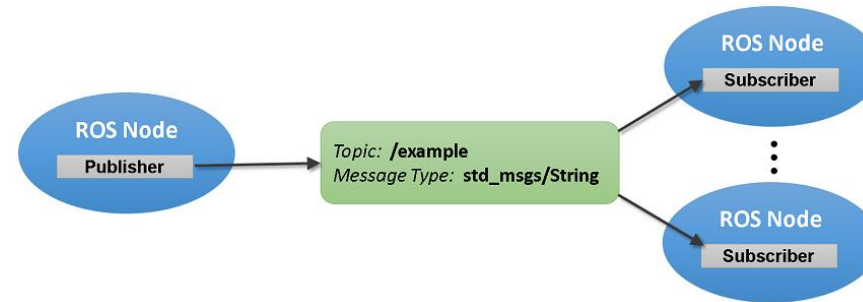 ROS Node
Publisher
Topic: /example
Message Type: std_msgs/String
ROS Node
Subscriber
ROS Node
Subscriber